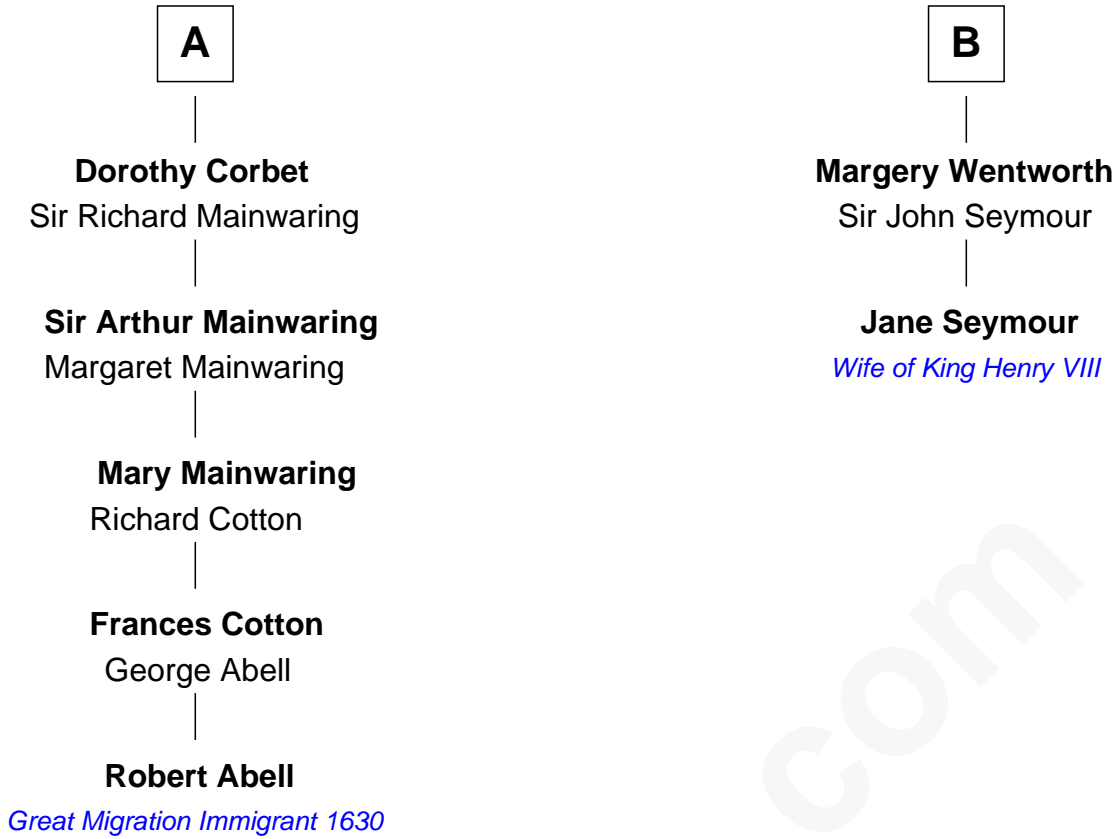 A
Dorothy Corbet
Sir Richard Mainwaring
Sir Arthur Mainwaring
Margaret Mainwaring
Mary Mainwaring
Richard Cotton
Frances Cotton
George Abell
Robert Abell
Great Migration Immigrant 1630
B
Margery Wentworth
Sir John Seymour
Jane Seymour
Wife of King Henry VIII
com